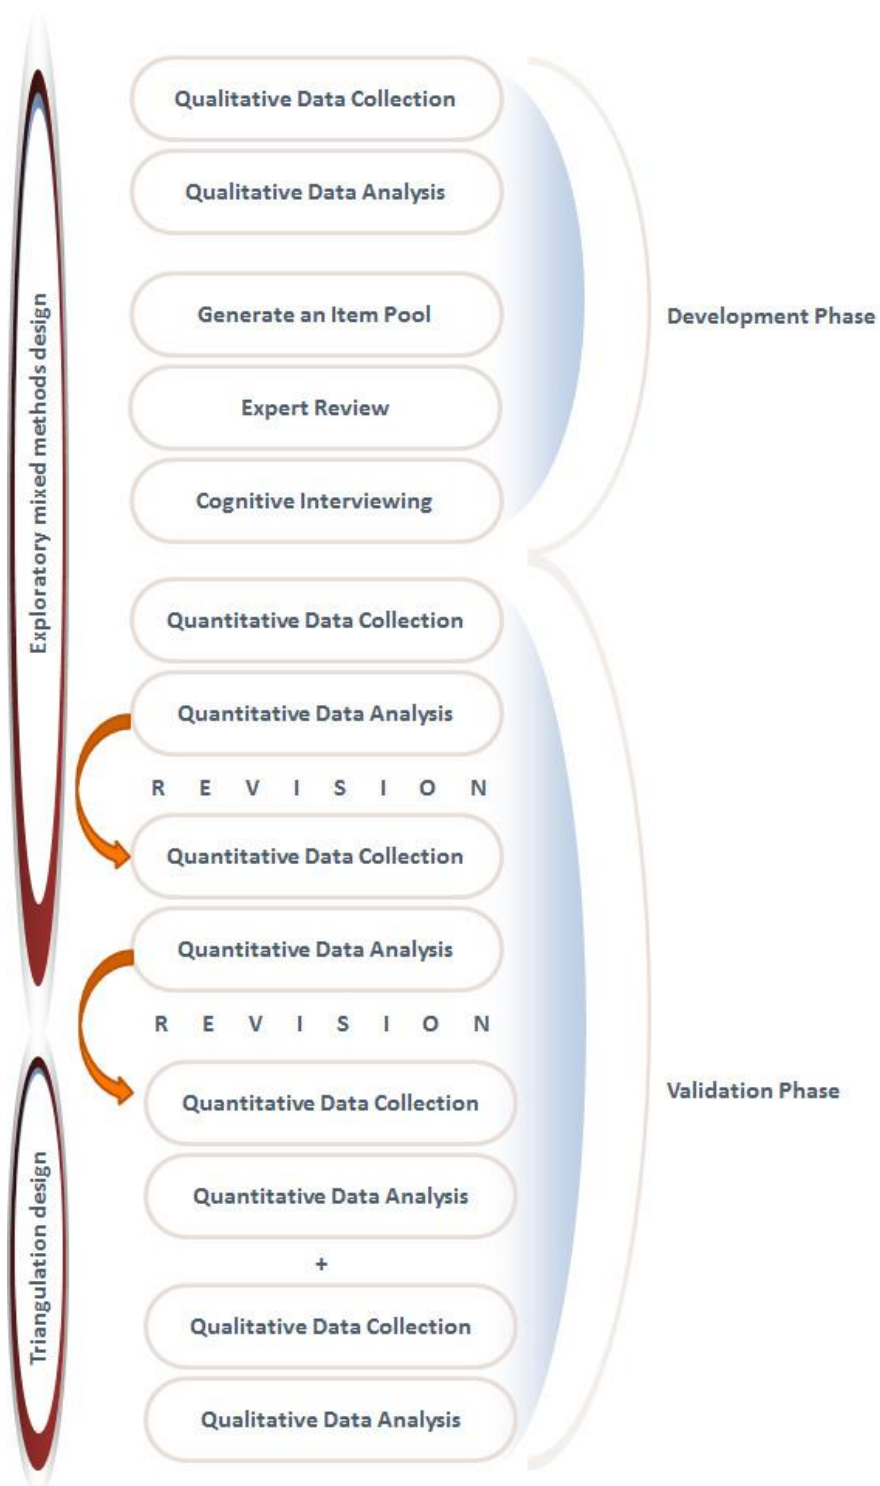 Exploratory mixed methods design
Qualitative Data Collection
Qualitative Data Analysis
Generate an Item Pool
Expert Review
Cognitive Interviewing
Development Phase
Quantitative Data Collection
Quantitative Data Analysis
R E V I S I O N
Quantitative Data Collection
Quantitative Data Analysis
R E V I S I O N
Triangulation design
Quantitative Data Collection
Quantitative Data Analysis
+
Qualitative Data Collection
Qualitative Data Analysis
Validation Phase